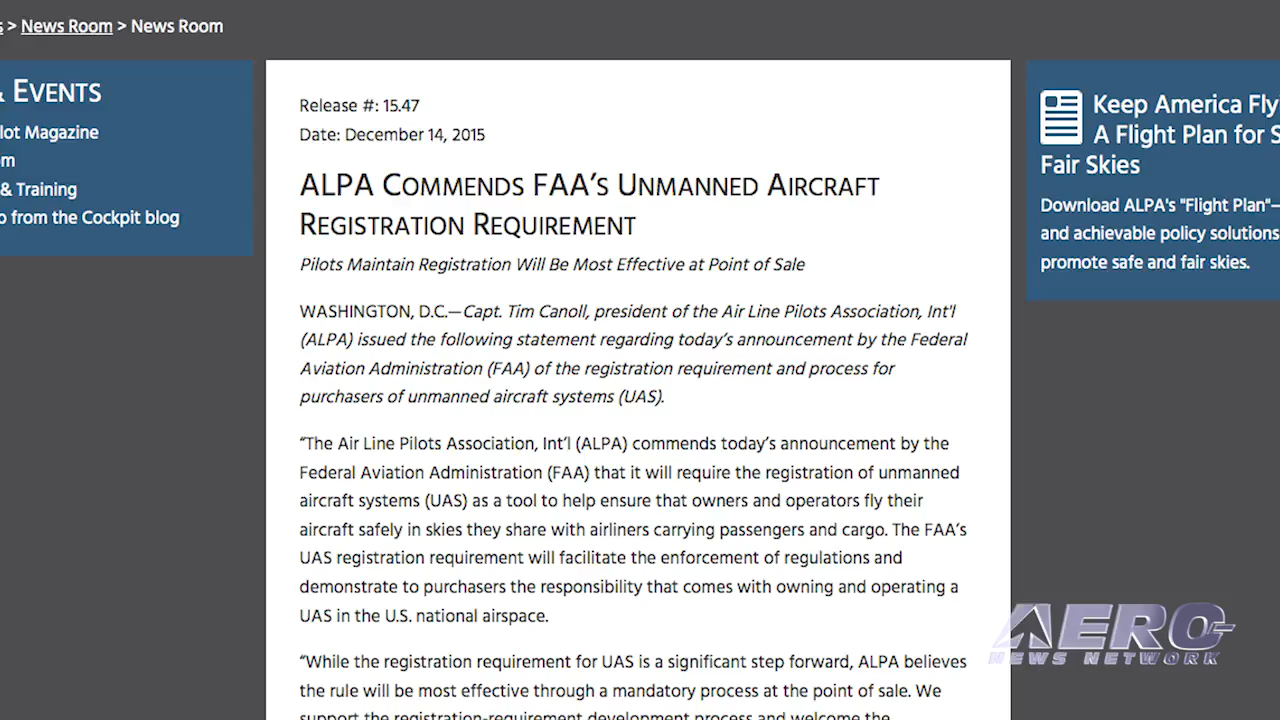 s > News Room > News Room
& EVENTS
lot Magazine
om
& Training
o from the Cockpit blog
Release #: 15.47
Date: December 14, 2015
ALPA COMMENDS FAA’S UNMANNED AIRCRAFT
REGISTRATION REQUIREMENT
Pilots Maintain Registration Will Be Most Effective at Point of Sale
WASHINGTON, D.C.—Capt. Tim Canoll, president of the Air Line Pilots Association, Int'l
(ALPA) issued the following statement regarding today’s announcement by the Federal
Aviation Administration (FAA) of the registration requirement and process for
purchasers of unmanned aircraft systems (UAS).
“The Air Line Pilots Association, Int’l (ALPA) commends today’s announcement by the
Federal Aviation Administration (FAA) that it will require the registration of unmanned
aircraft systems (UAS) as a tool to help ensure that owners and operators fly their
aircraft safely in skies they share with airliners carrying passengers and cargo. The FAA’s
UAS registration requirement will facilitate the enforcement of regulations and
demonstrate to purchasers the responsibility that comes with owning and operating a
UAS in the U.S. national airspace.
“While the registration requirement for UAS is a significant step forward, ALPA believes
the rule will be most effective through a mandatory process at the point of sale. We
support the registration-requirement development process and welcome the
Keep America Fly
A Flight Plan for S
Fair Skies
Download ALPA's "Flight Plan"—
and achievable policy solutions
promote safe and fair skies.
AERO-
NEWS NETWORK